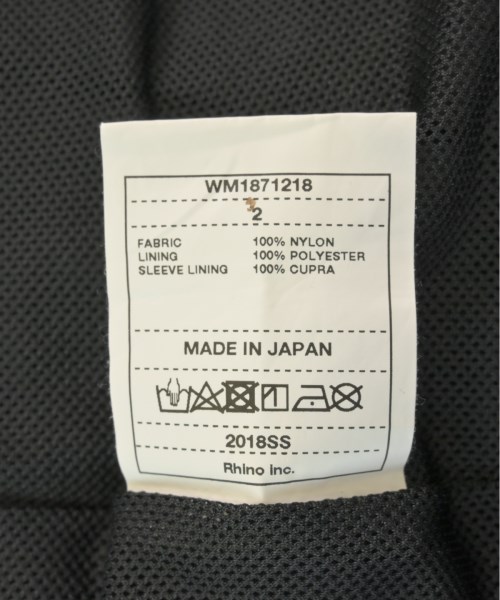 WM1871218
2
FABRIC 100% NYLON
LINING 100% POLYESTER
SLEEVE LINING 100% CUPRA
MADE IN JAPAN
2018SS
Rhino inc.